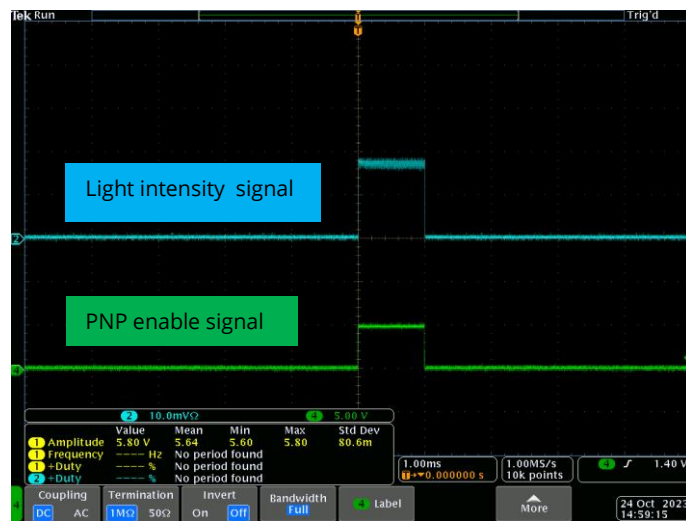 Tek Run Trig'd
T
T
Light intensity signal
2
PNP enable signal
4
2 10.0mVΩ 4 5.00 V
Value Mean Min Max Std Dev
1 Amplitude 5.80 V 5.64 5.60 5.80 80.6m
1 Frequency ---- Hz No period found
1 +Duty ---- % No period found
2 +Duty ---- % No period found
1.00ms 1.00MS/s 4 ʃ 1.40 V
T→▼0.000000 s 10k points
4
Coupling Termination Invert Bandwidth 4 Label More
DC AC 1MΩ 50Ω On Off Full
24 Oct 2023
14:59:15